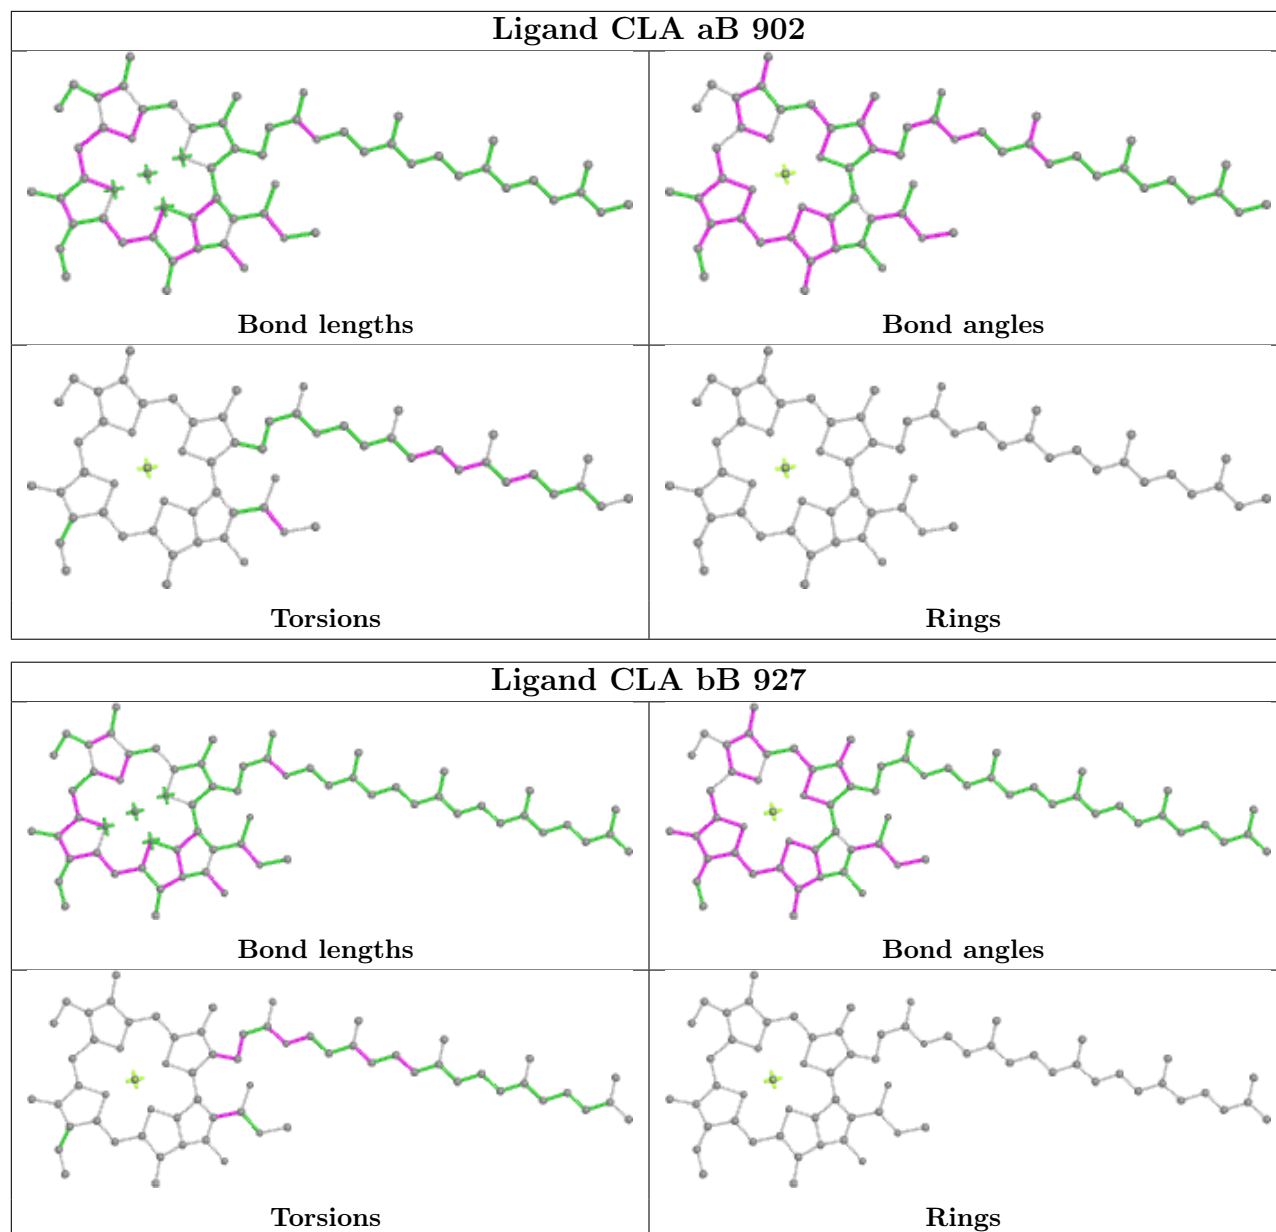 Ligand CLA aB 902
Bond lengths
Bond angles
Torsions
Rings
Ligand CLA bB 927
Bond lengths
Bond angles
Torsions
Rings